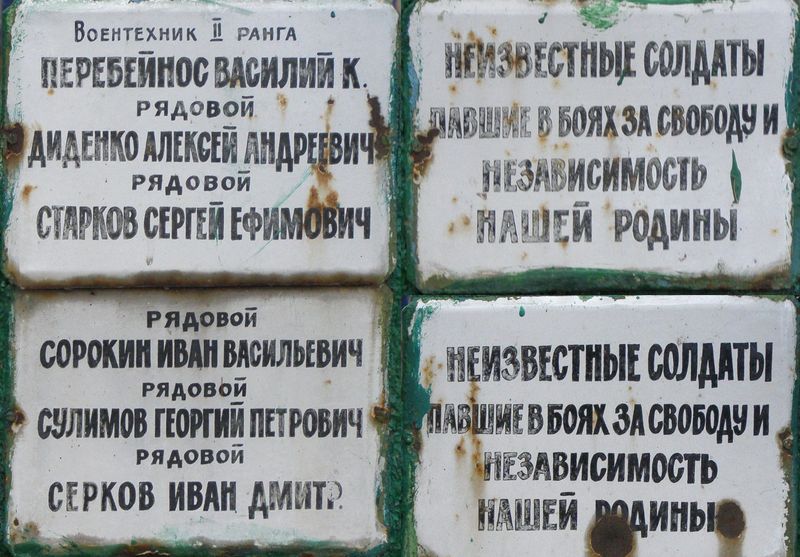 Воентехник II ранга
ПЕРЕБЕЙНОС ВАСИЛИЙ К.
РЯДОВОЙ
ДИДЕНКО АЛЕКСЕЙ АНДРЕЕВИЧ
РЯДОВОЙ
СТАРКОВ СЕРГЕЙ ЕФИМОВИЧ
НЕИЗВЕСТНЫЕ СОЛДАТЫ
ПАВШИЕ В БОЯХ ЗА СВОБОДУ И
НЕЗАВИСИМОСТЬ
НАШЕЙ РОДИНЫ
РЯДОВОЙ
СОРОКИН ИВАН ВАСИЛЬЕВИЧ
РЯДОВОЙ
СУЛИМОВ ГЕОРГИЙ ПЕТРОВИЧ
РЯДОВОЙ
СЕРКОВ ИВАН ДМИТР.
НЕИЗВЕСТНЫЕ СОЛДАТЫ
ПАВШИЕ В БОЯХ ЗА СВОБОДУ И
НЕЗАВИСИМОСТЬ
НАШЕЙ РОДИНЫ